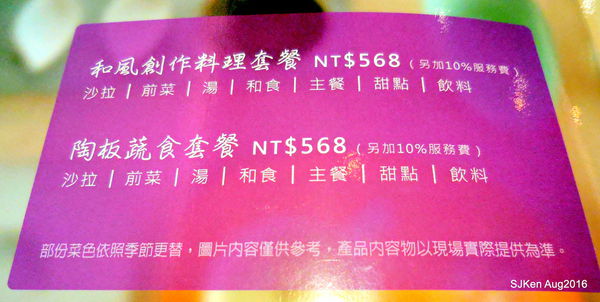 和風創作料理套餐 NT$568 ( 另加10%服務費 )
沙拉 | 前菜 | 湯 | 和食 | 主餐 | 甜點 | 飲料
陶板蔬食套餐 NT$568 ( 另加10%服務費 )
沙拉 | 前菜 | 湯 | 和食 | 主餐 | 甜點 | 飲料
部份菜色依照季節更替，圖片內容僅供參考，產品內容物以現場實際提供為準。
SJKen Aug2016